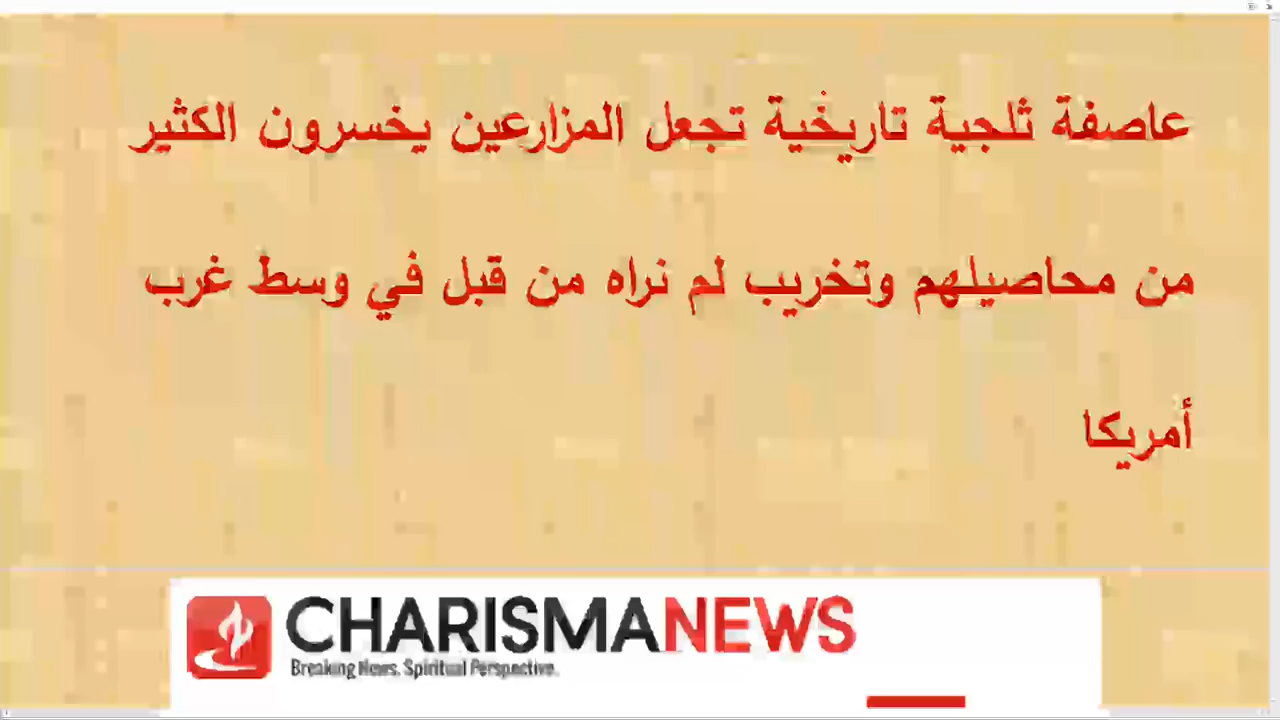 عاصفة ثلجية تاريخية تجعل المزارعين يخسرون الكثير
من محاصيلهم وتخريب لم نراه من قبل في وسط غرب
أمريكا
CHARISMANEWS
Breaking News. Spiritual Perspective.